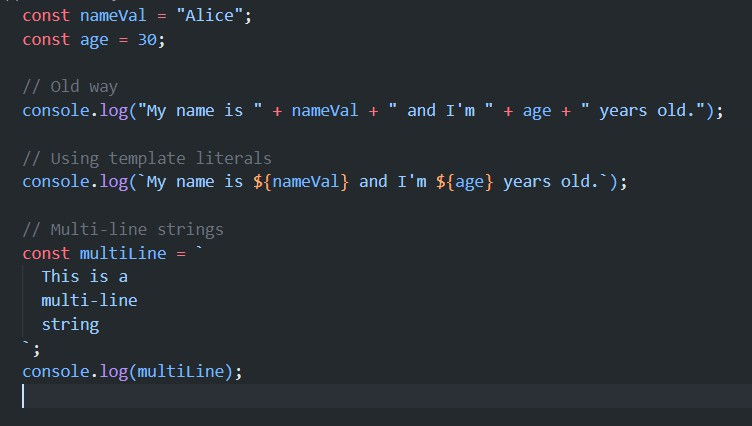 const nameVal = "Alice";
const age = 30;

// Old way
console.log("My name is " + nameVal + " and I'm " + age + " years old.");

// Using template literals
console.log(`My name is ${nameVal} and I'm ${age} years old.`);

// Multi-line strings
const multiLine = `
  This is a
  multi-line
  string
`;
console.log(multiLine);